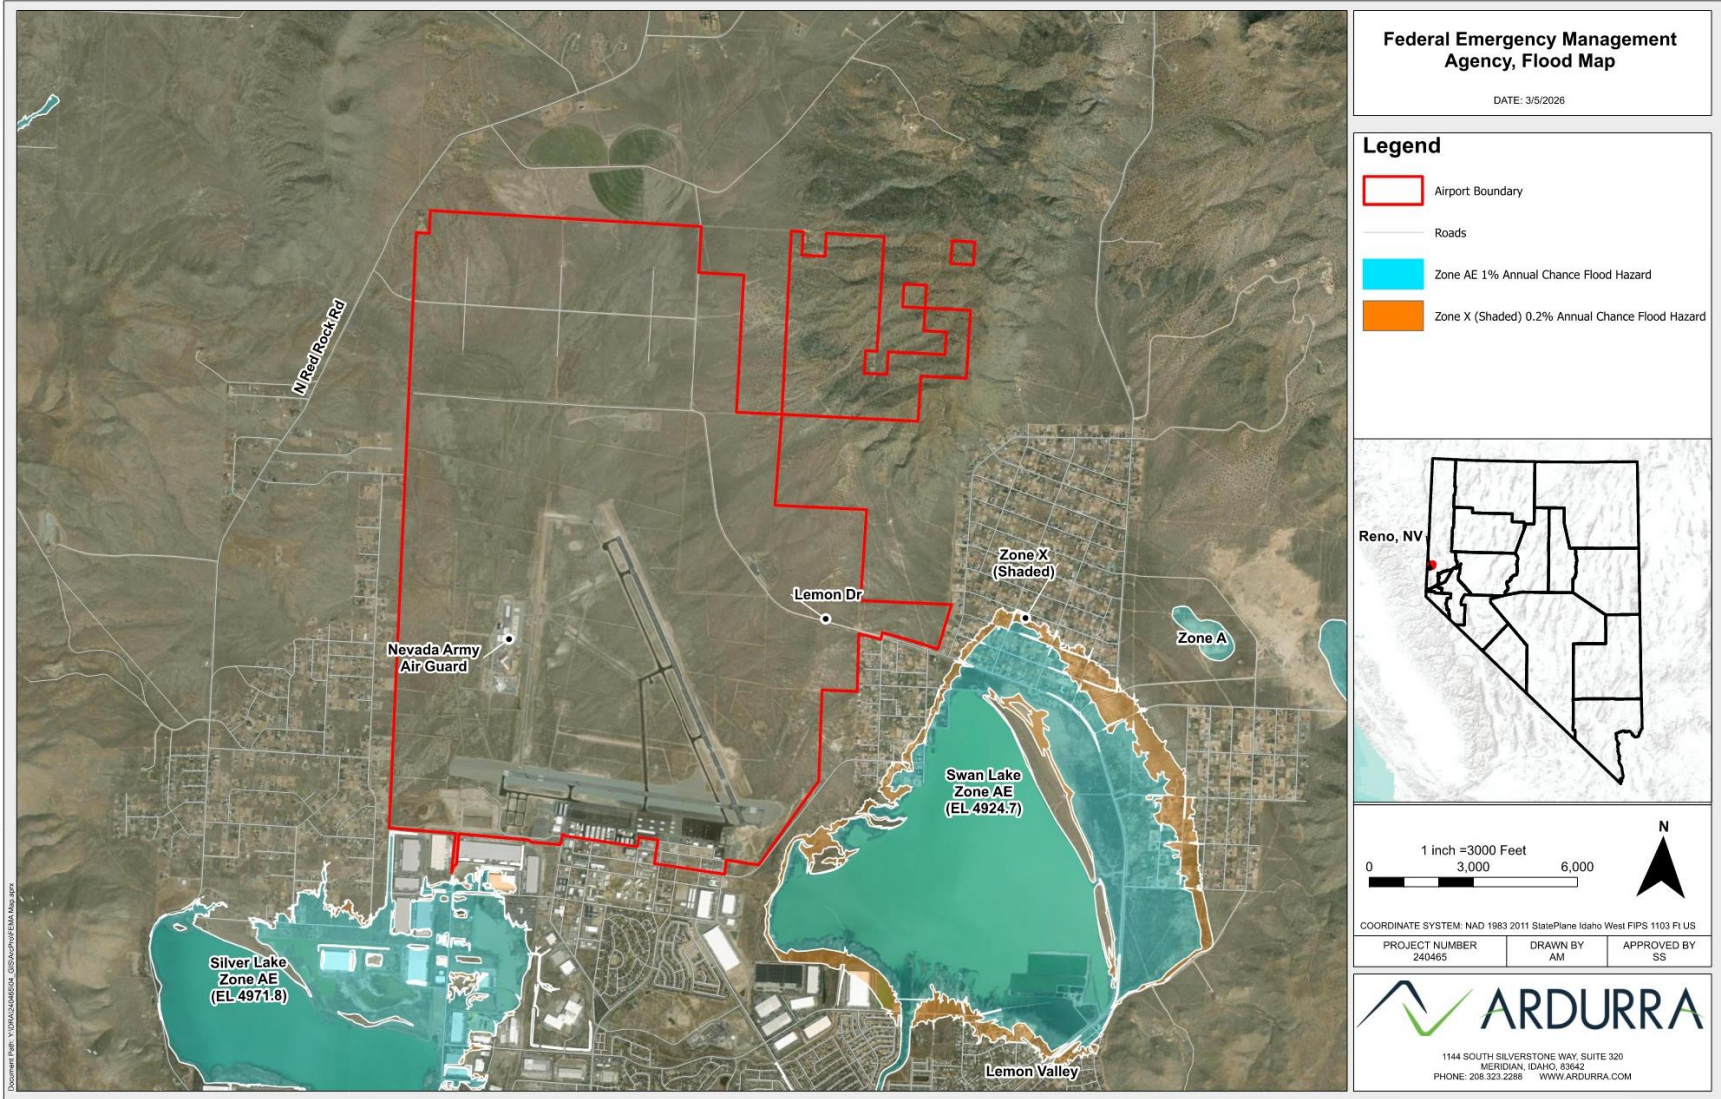 Federal Emergency Management
Agency, Flood Map
DATE: 3/5/2026
Legend
Airport Boundary
Roads
Zone AE 1% Annual Chance Flood Hazard
Zone X (Shaded) 0.2% Annual Chance Flood Hazard
N Red Rock Rd
Zone X
(Shaded)
Lemon Dr
Zone A
Nevada Army
Air Guard
Swan Lake
Zone AE
(EL 4924.7)
Silver Lake
Zone AE
(EL 4971.8)
Lemon Valley
Reno, NV
N
1 inch =3000 Feet
0 3,000 6,000
COORDINATE SYSTEM: NAD 1983 2011 StatePlane Idaho West FIPS 1103 Ft US
PROJECT NUMBER
240465
DRAWN BY
AM
APPROVED BY
SS
ARDURRA
1144 SOUTH SILVERSTONE WAY, SUITE 320
MERIDIAN, IDAHO, 83642
PHONE: 208.323.2288 WWW.ARDURRA.COM